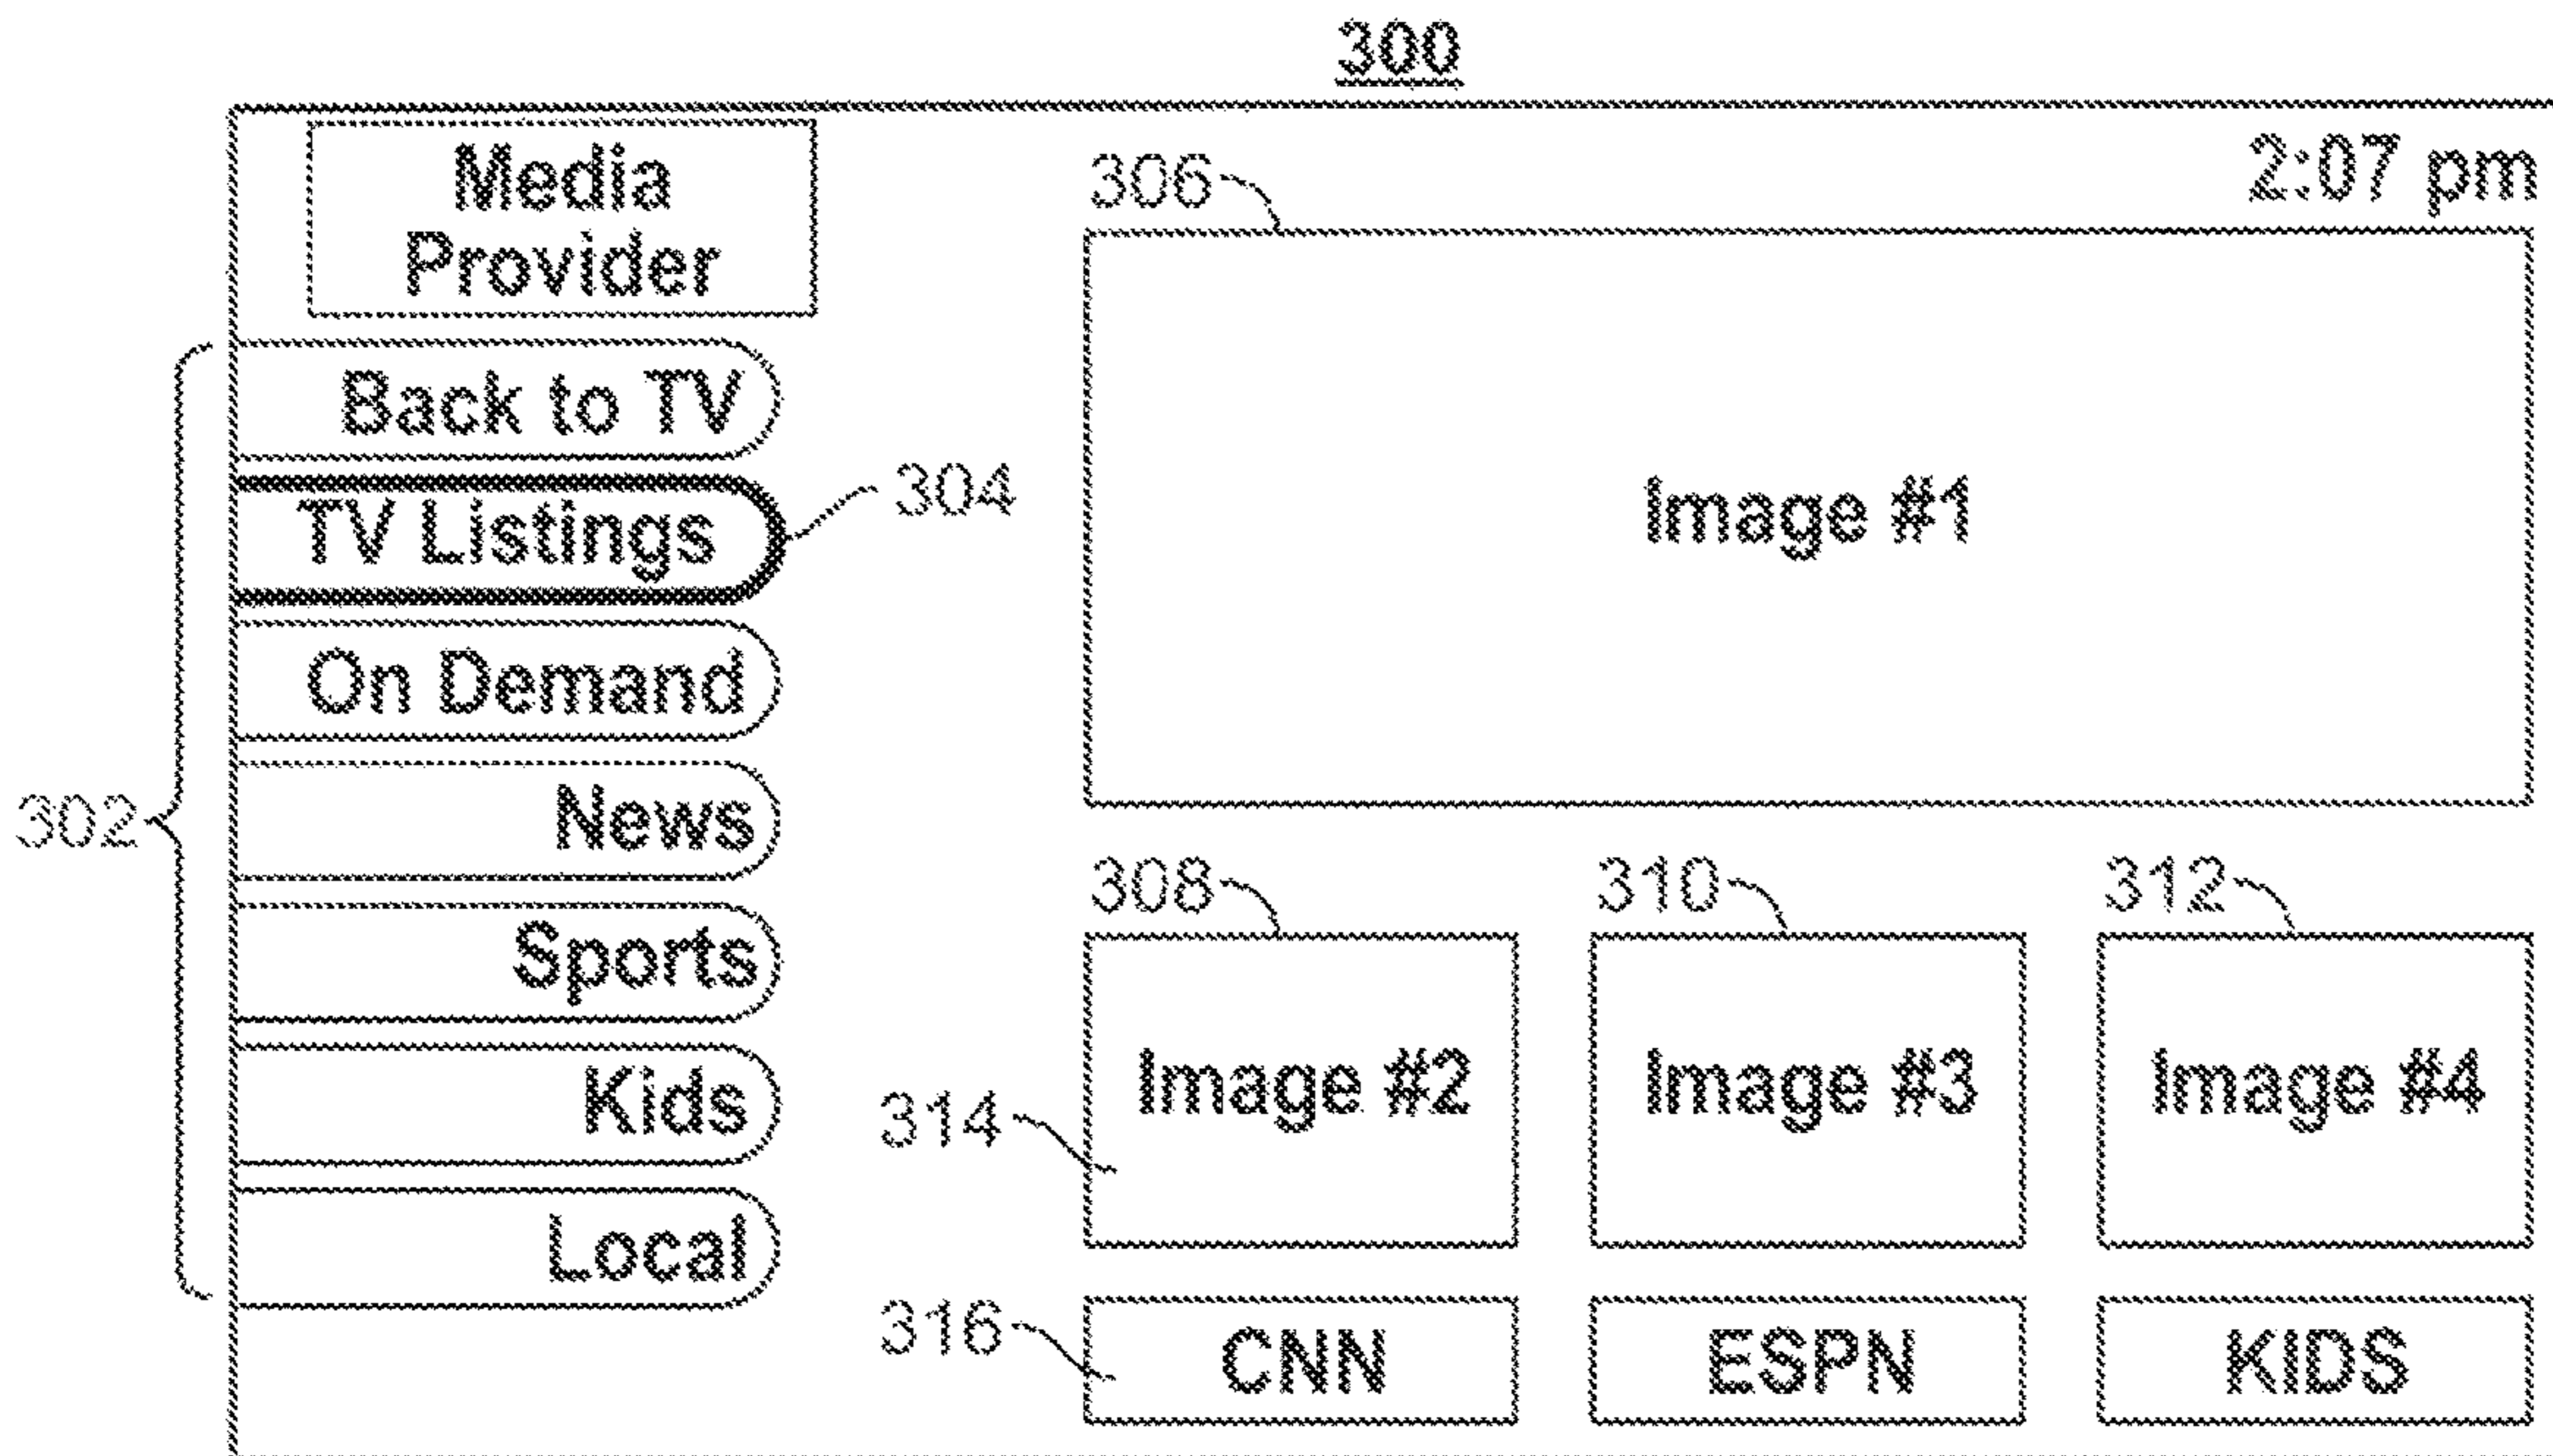 300
Media
Provider
2:07 pm
306
Back to TV
TV Listings
304
Image #1
On Demand
302
News
308
310
312
Sports
Image #2
Image #3
Image #4
314
Kids
Local
316
CNN
ESPN
KIDS